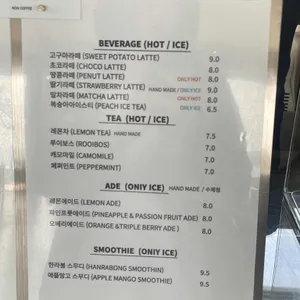 NEW COFFEE
BEVERAGE (HOT / ICE)
고구마라떼 (SWEET POTATO LATTE) 9.0
초코라떼 (CHOCO LATTE) 8.0
땅콩라떼 (PENUT LATTE) ONLY HOT 8.0
딸기라떼 (STRAWBERRY LATTE) HAND MADE / ONLY ICE 9.0
말차라떼 (MATCHA LATTE) ONLY HOT 8.0
복숭아아이스티 (PEACH ICE TEA) ONLY ICE 6.5
TEA (HOT / ICE)
레몬차 (LEMON TEA) HAND MADE 7.5
루이보스 (ROOIBOS) 7.0
캐모마일 (CAMOMILE) 7.0
페퍼민트 (PEPPERMINT) 7.0
ADE (ONIY ICE) HAND MADE / 수제청
레몬에이드 (LEMON ADE) 8.0
파인프룻에이드 (PINEAPPLE & PASSION FRUIT ADE) 8.0
오베리에이드 (ORANGE &TRIPLE BERRY ADE ) 8.0
SMOOTHIE (ONIY ICE)
한라봉 스무디 (HANRABONG SMOOTHIN) 9.5
애플망고 스무디 (APPLE MANGO SMOOTHIE) 9.5